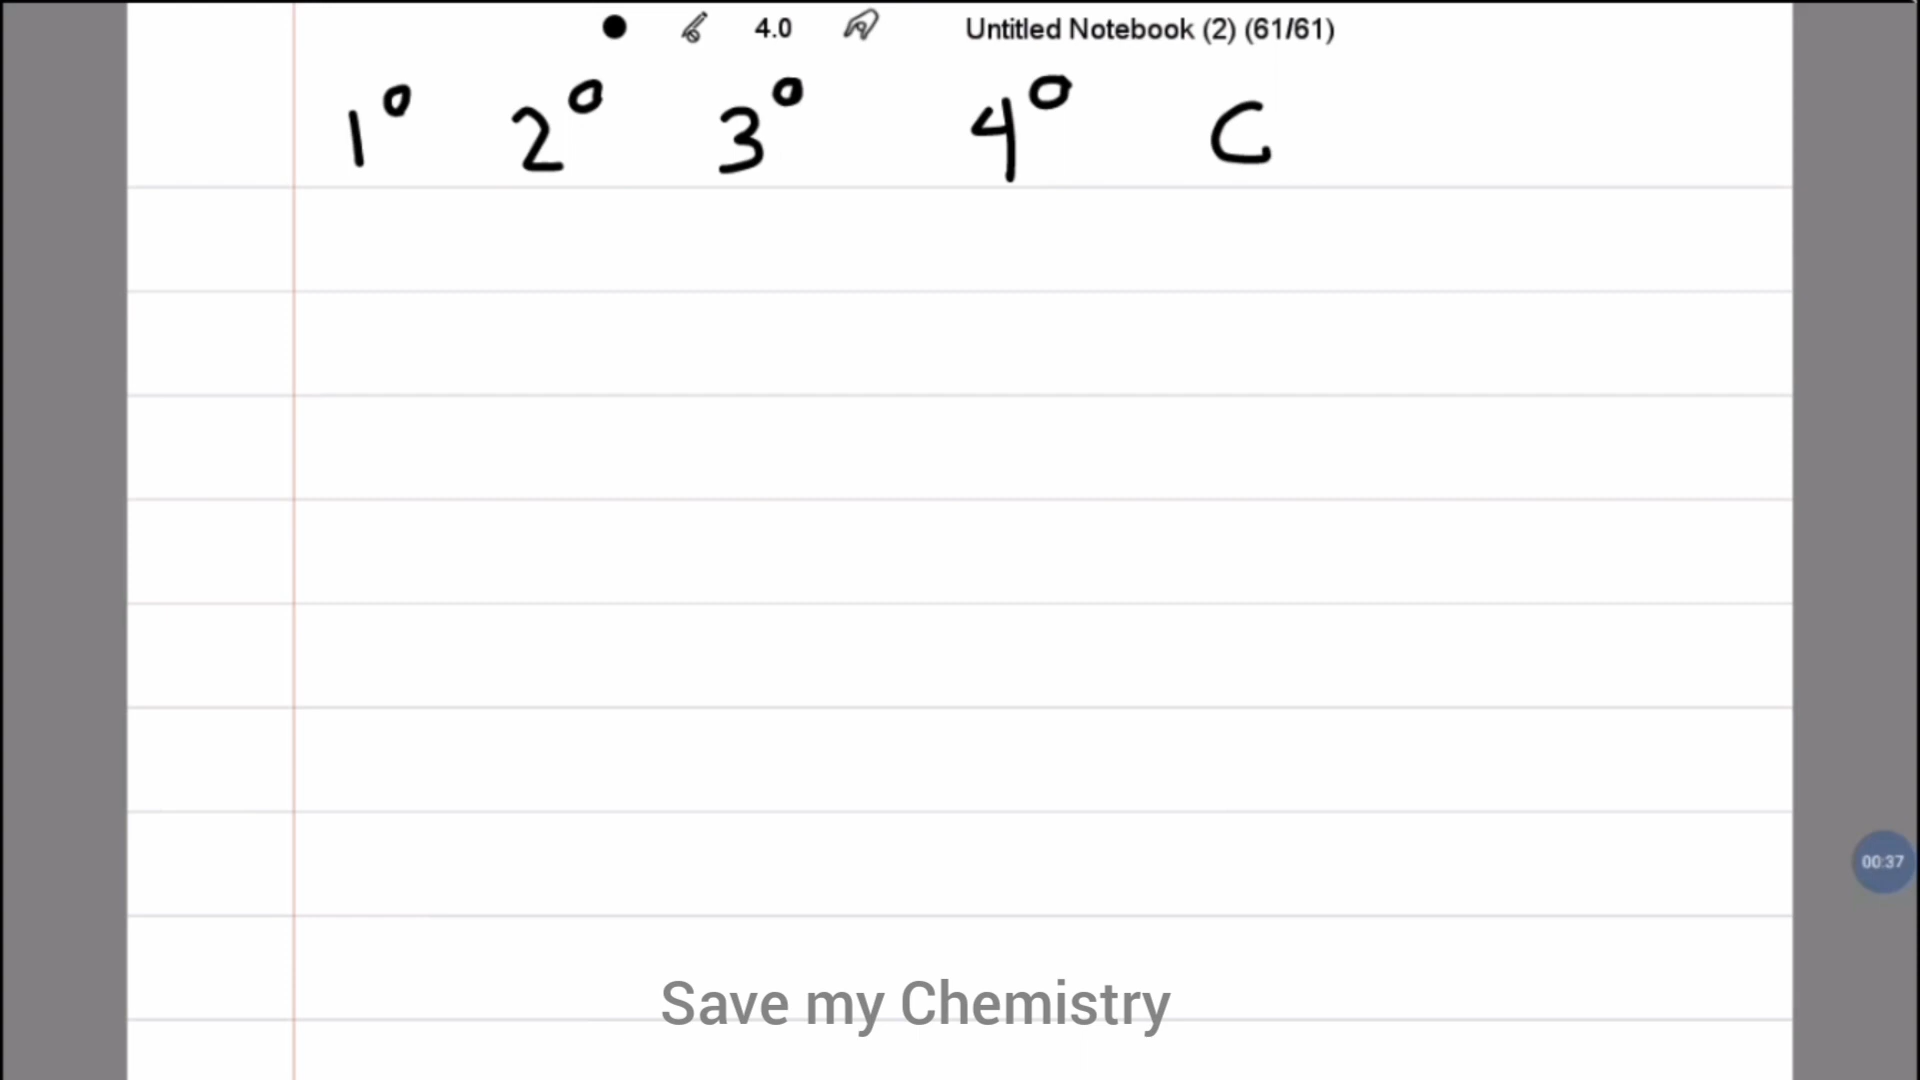 4.0 Untitled Notebook (2) (61/61)
1° 2° 3° 4° C
00:37
Save my Chemistry